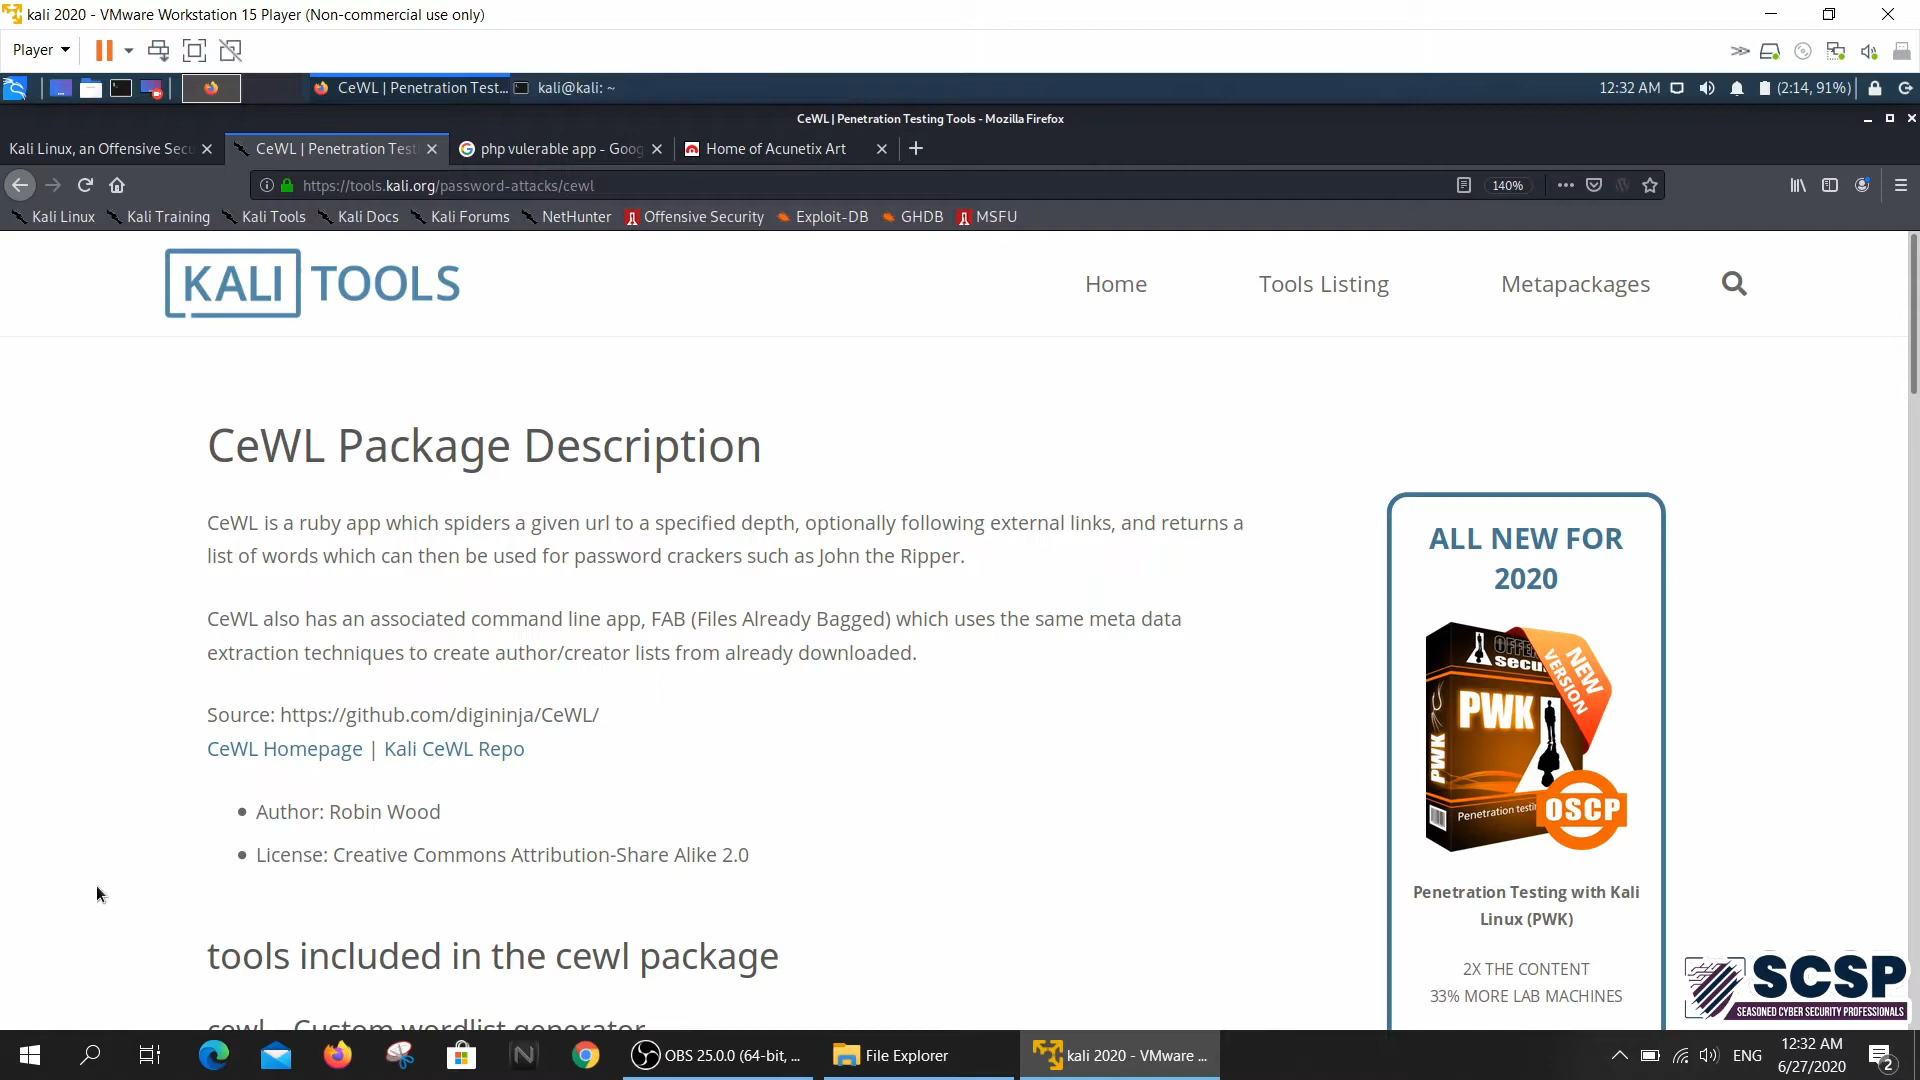 kali 2020 - VMware Workstation 15 Player (Non-commercial use only)
Player
CeWL | Penetration Test...
kali@kali: ~
12:32 AM
(2:14, 91%)
CeWL | Penetration Testing Tools - Mozilla Firefox
Kali Linux, an Offensive Secu
CeWL | Penetration Test
php vulerable app - Goog
Home of Acunetix Art
https://tools.kali.org/password-attacks/cewl
140%
Kali Linux
Kali Training
Kali Tools
Kali Docs
Kali Forums
NetHunter
Offensive Security
Exploit-DB
GHDB
MSFU
KALI TOOLS
Home
Tools Listing
Metapackages
CeWL Package Description
CeWL is a ruby app which spiders a given url to a specified depth, optionally following external links, and returns a
list of words which can then be used for password crackers such as John the Ripper.
CeWL also has an associated command line app, FAB (Files Already Bagged) which uses the same meta data
extraction techniques to create author/creator lists from already downloaded.
Source: https://github.com/digininja/CeWL/
CeWL Homepage | Kali CeWL Repo
Author: Robin Wood
License: Creative Commons Attribution-Share Alike 2.0
tools included in the cewl package
cewl – Custom wordlist generator
ALL NEW FOR
2020
NEW
VERSION
PWK
PWK
Penetration testi
OSCP
Penetration Testing with Kali
Linux (PWK)
2X THE CONTENT
33% MORE LAB MACHINES
SCSP
SEASONED CYBER SECURITY PROFESSIONALS
OBS 25.0.0 (64-bit, ...
File Explorer
kali 2020 - VMware ...
ENG
12:32 AM
6/27/2020
2